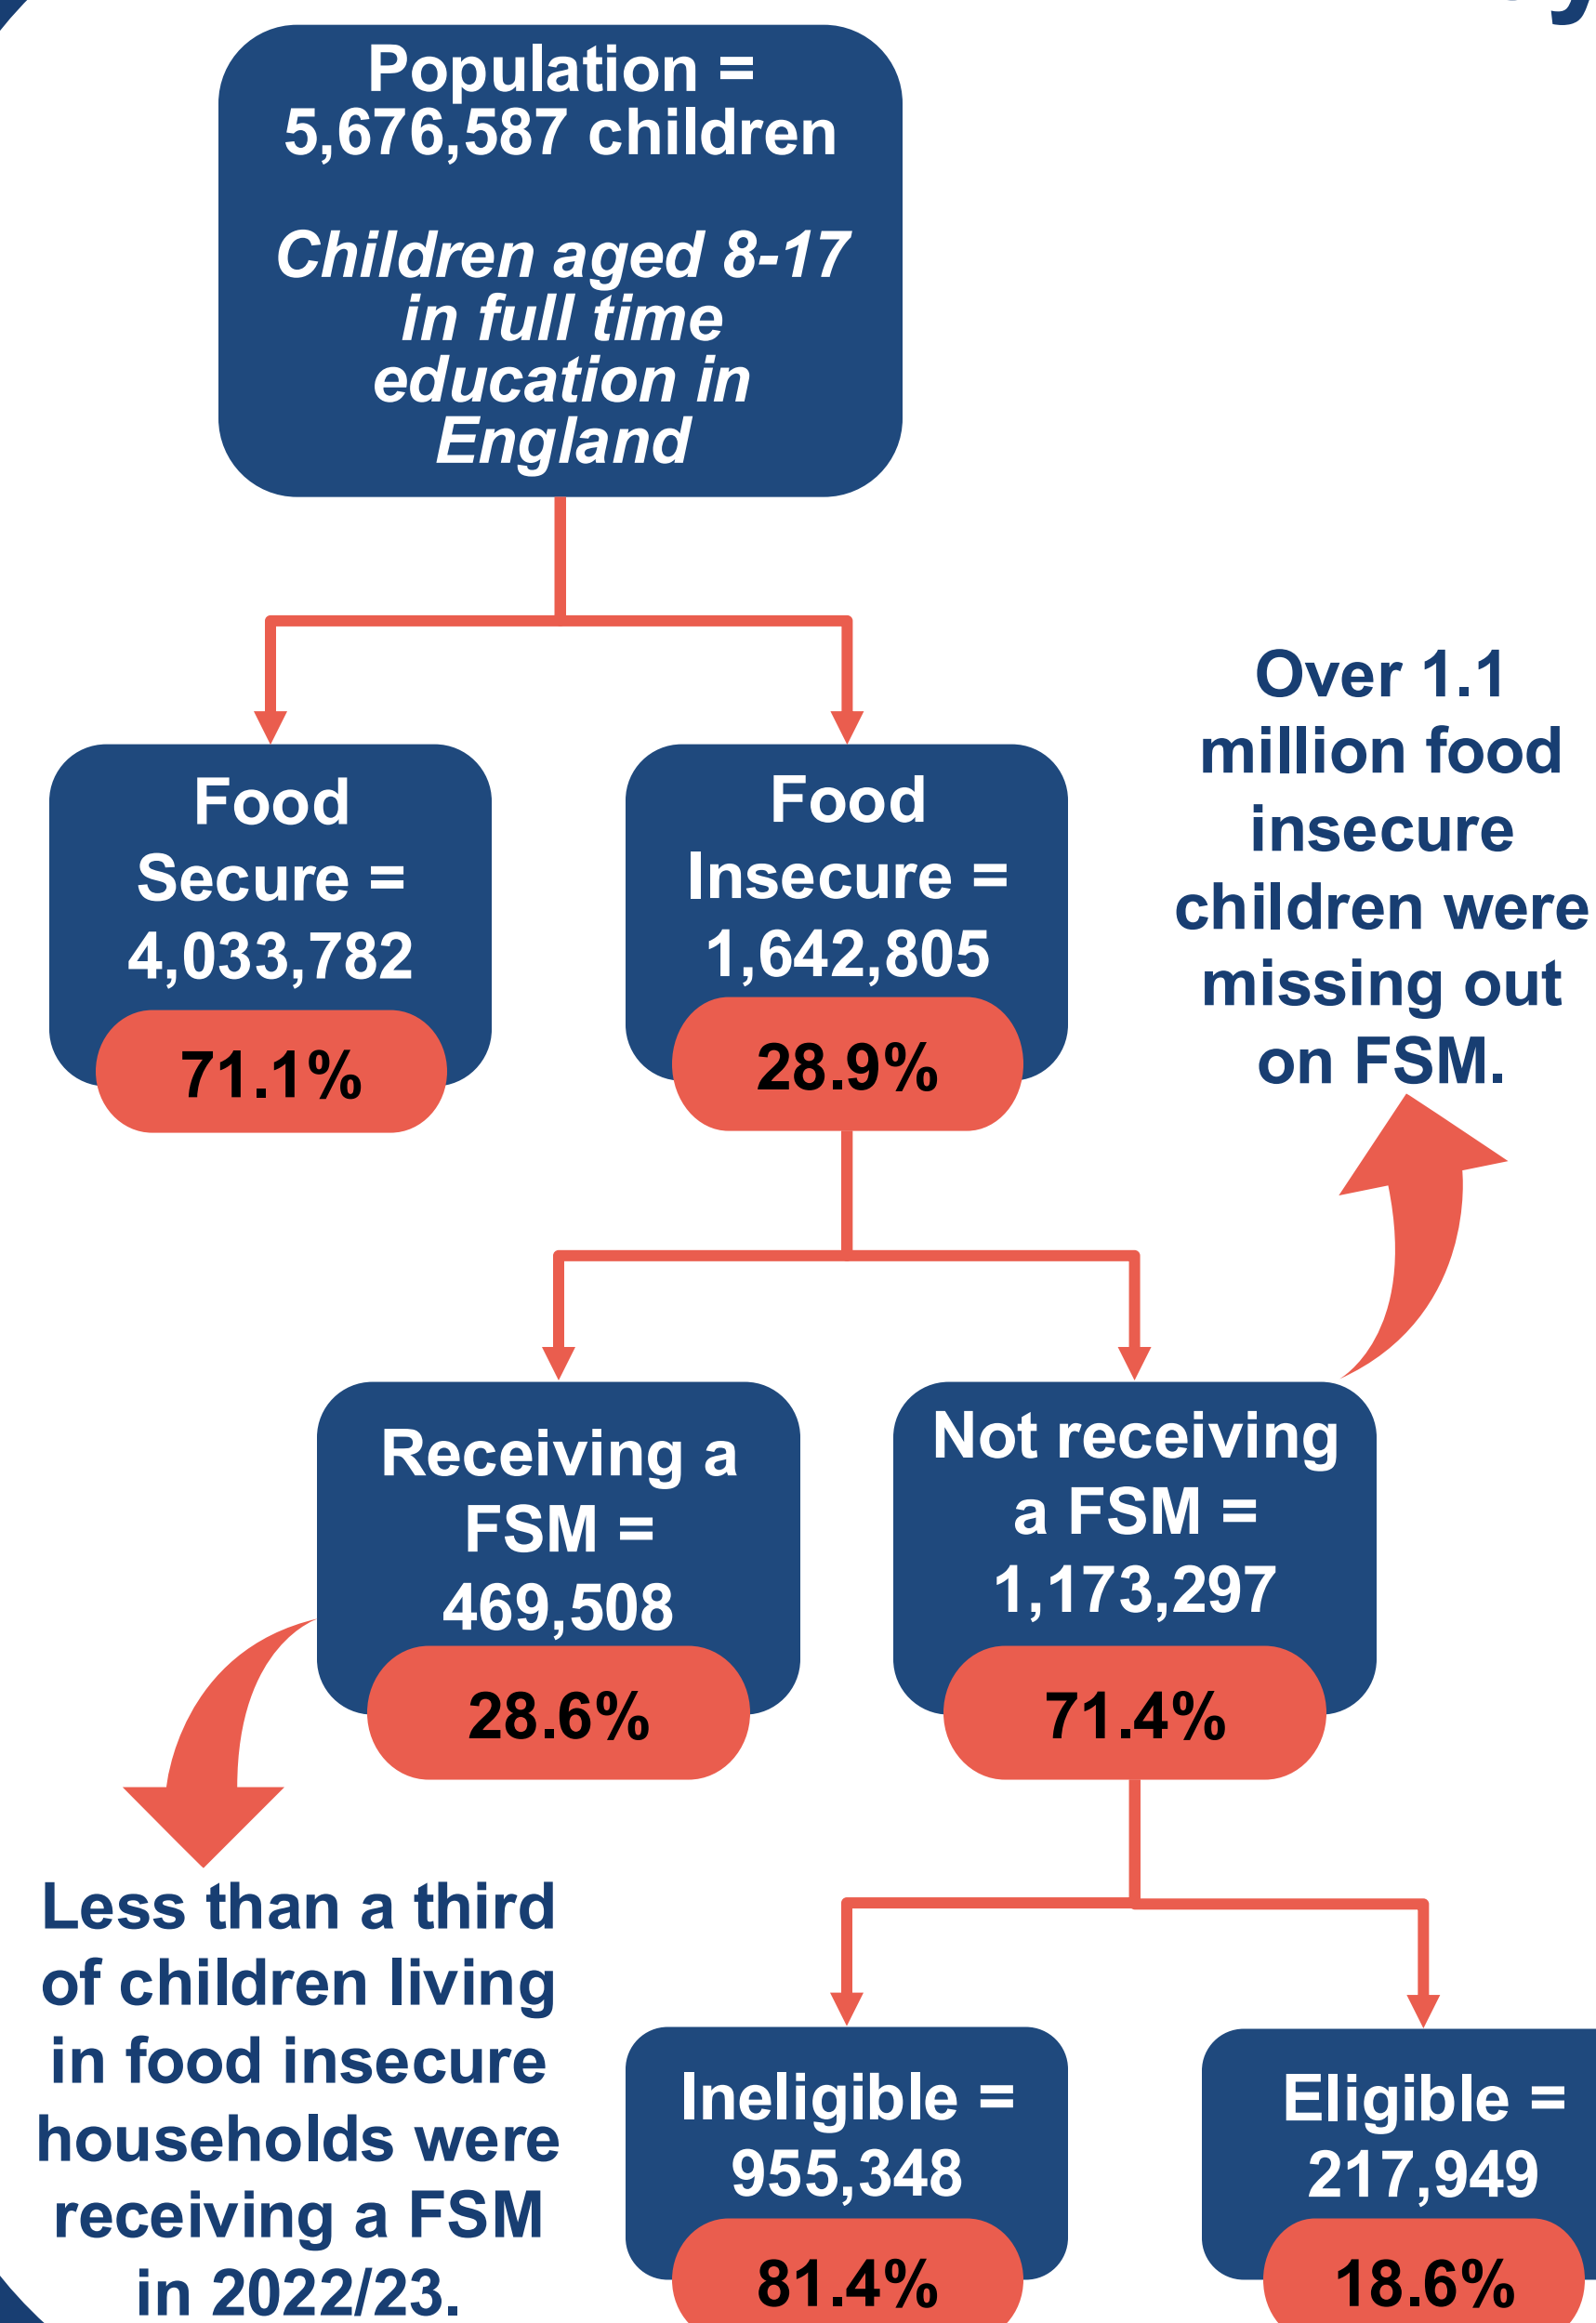 Population =
5,676,587 children
Children aged 8-17
in full time
education in
England
Food
Secure =
4,033,782
71.1%
Food
Insecure =
1,642,805
28.9%
Over 1.1
million food
insecure
children were
missing out
on FSM.
Receiving a
FSM =
469,508
28.6%
Not receiving
a FSM =
1,173,297
71.4%
Less than a third
of children living
in food insecure
households were
receiving a FSM
in 2022/23.
Ineligible =
955,348
81.4%
Eligible =
217,949
18.6%